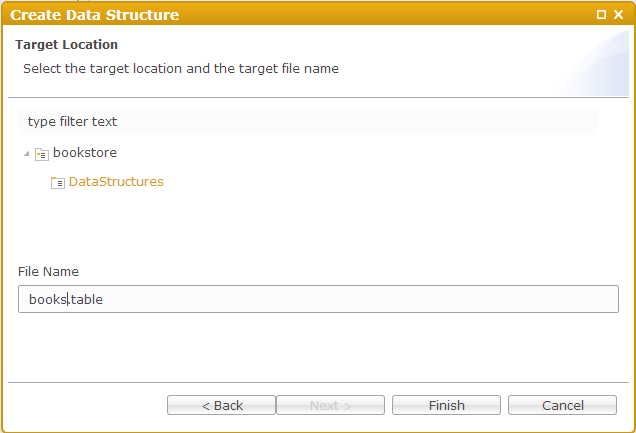 Create Data Structure
Target Location
Select the target location and the target file name
type filter text
bookstore
DataStructures
File Name
books.table
< Back Next > Finish Cancel